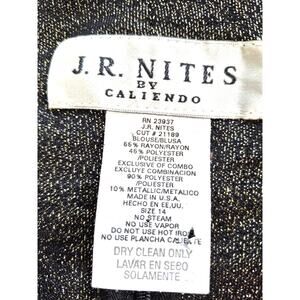 J.R. NITES
BY
CALIENDO
RN 23937
J.R. NITES
CUT # 21189
BLOUSE/BLUSA
55% RAYON/RAYON
45% POLYESTER
/POLIESTER
EXCLUSIVE OF COMBO
EXCLUYE COMBINACION
90% POLYESTER
/POLIESTER
10% METALLIC/METALICO
MADE IN U.S.A.
HECHO EN EE.UU.
SIZE 14
NO STEAM
NO USE VAPOR
DO NOT USE HOT IRON
NO USE PLANCHA CALIENTE
DRY CLEAN ONLY
LAVAR EN SECO
SOLAMENTE